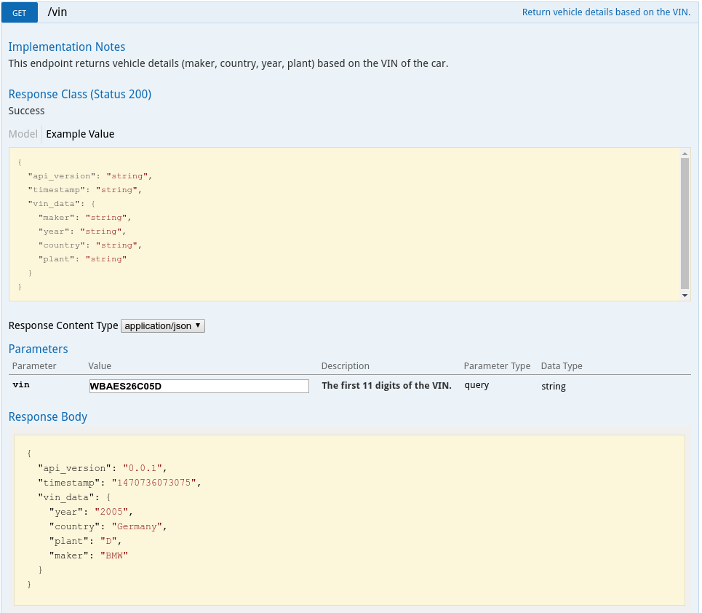 GET /vin Return vehicle details based on the VIN.
Implementation Notes
This endpoint returns vehicle details (maker, country, year, plant) based on the VIN of the car.
Response Class (Status 200)
Success
Model Example Value
{
"api_version": "string",
"timestamp": "string",
"vin_data": {
"maker": "string",
"year": "string",
"country": "string",
"plant": "string"
}
}
Response Content Type application/json
Parameters
Parameter Value Description Parameter Type Data Type
vin WBAES26C05D The first 11 digits of the VIN. query string
Response Body
{
"api_version": "0.0.1",
"timestamp": "1470736073075",
"vin_data": {
"year": "2005",
"country": "Germany",
"plant": "D",
"maker": "BMW"
}
}